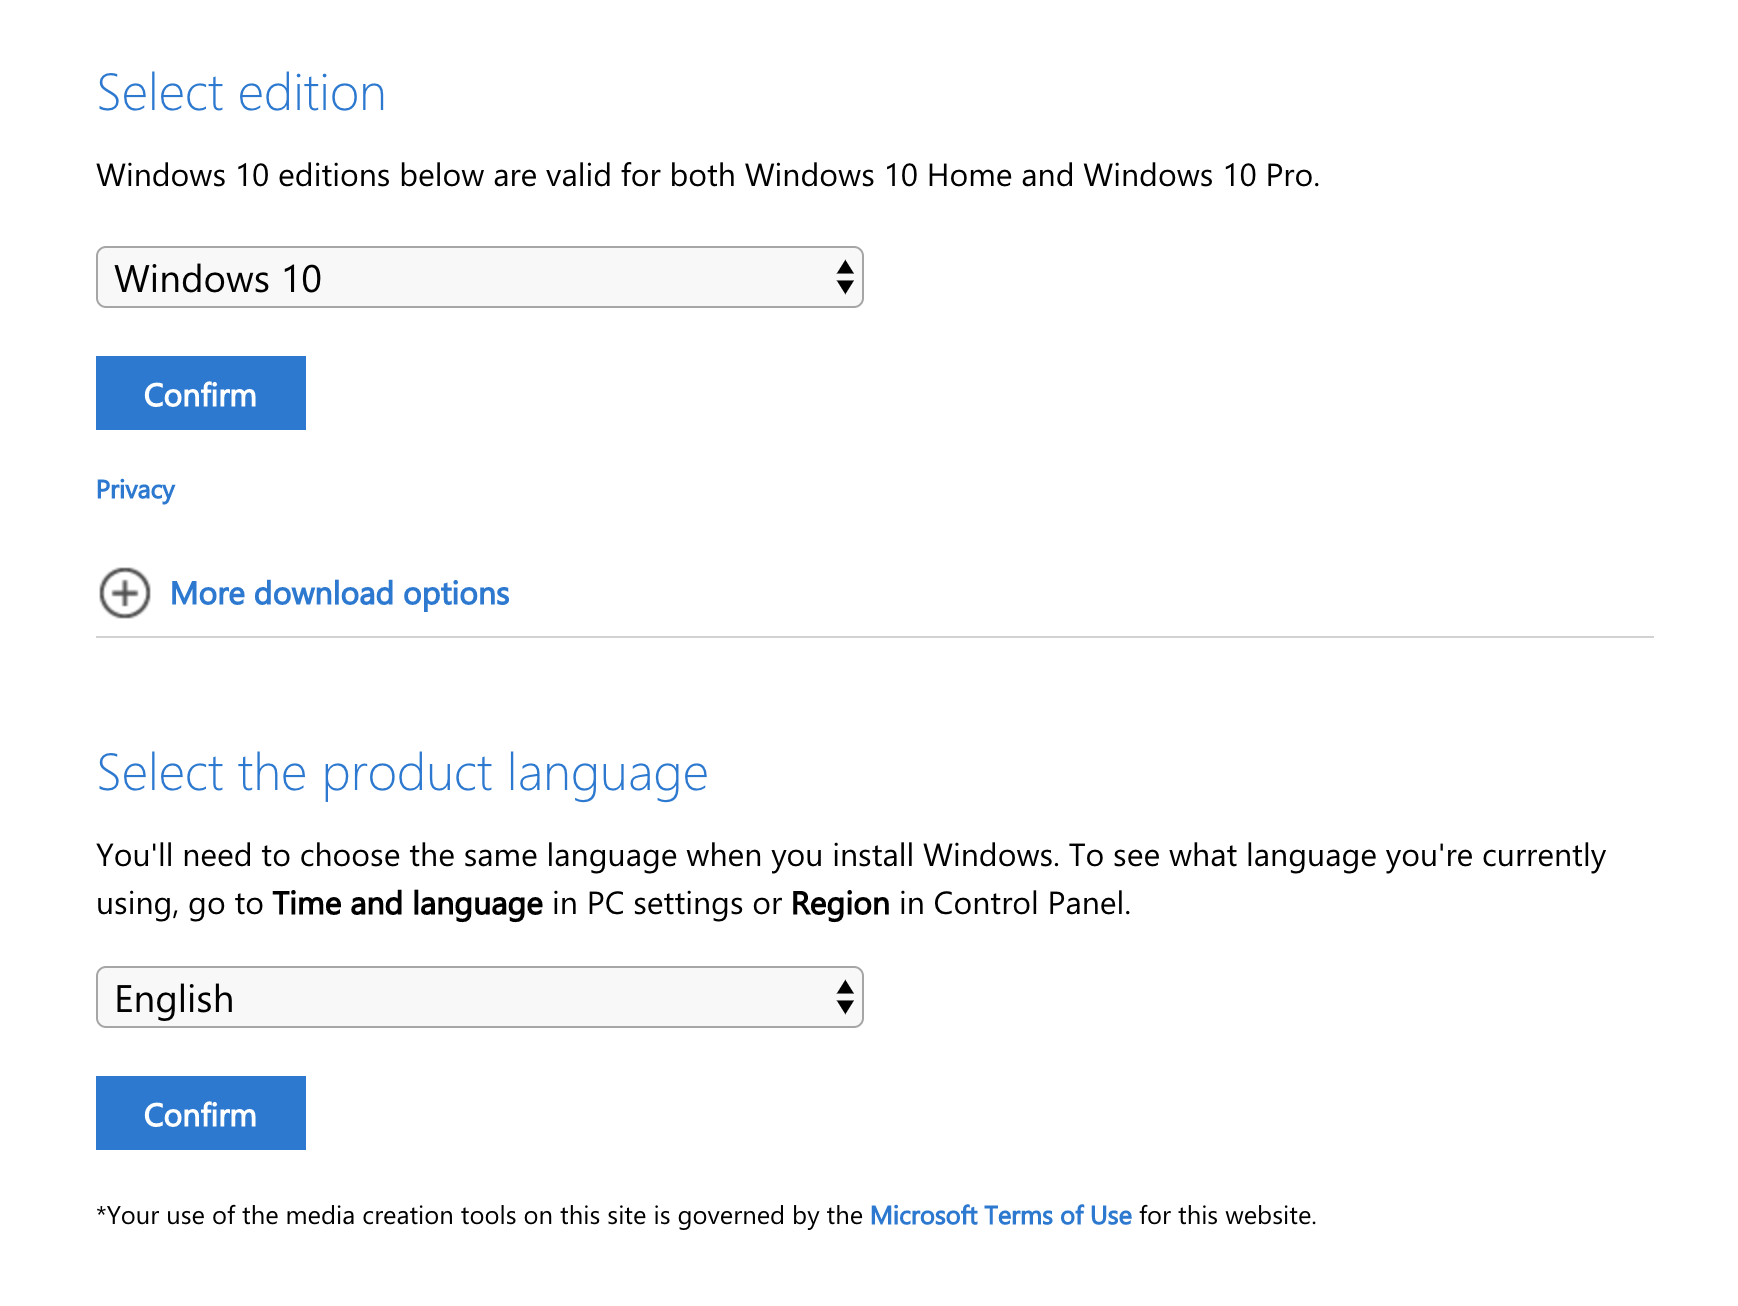 Select edition
Windows 10 editions below are valid for both Windows 10 Home and Windows 10 Pro.
Windows 10
Confirm
Privacy
More download options
Select the product language
You'll need to choose the same language when you install Windows. To see what language you're currently
using, go to Time and language in PC settings or Region in Control Panel.
English
Confirm
*Your use of the media creation tools on this site is governed by the Microsoft Terms of Use for this website.